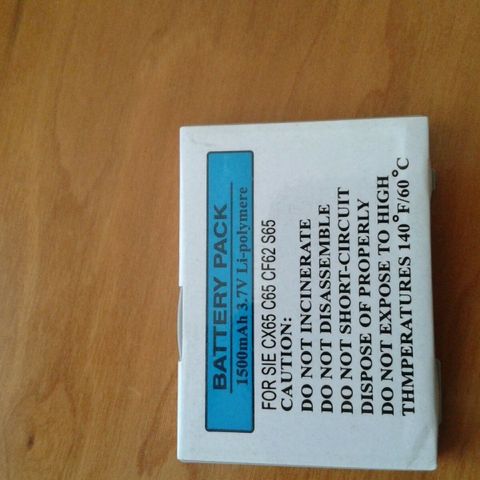 BATTERY PACK
1500mAh 3.7V Li-polymere
FOR SIE CX65 C65 CF62 S65
CAUTION:
DO NOT INCINERATE
DO NOT DISASSEMBLE
DO NOT SHORT-CIRCUIT
DISPOSE OF PROPERLY
DO NOT EXPOSE TO HIGH
THMPERATURES 140°F/60°C